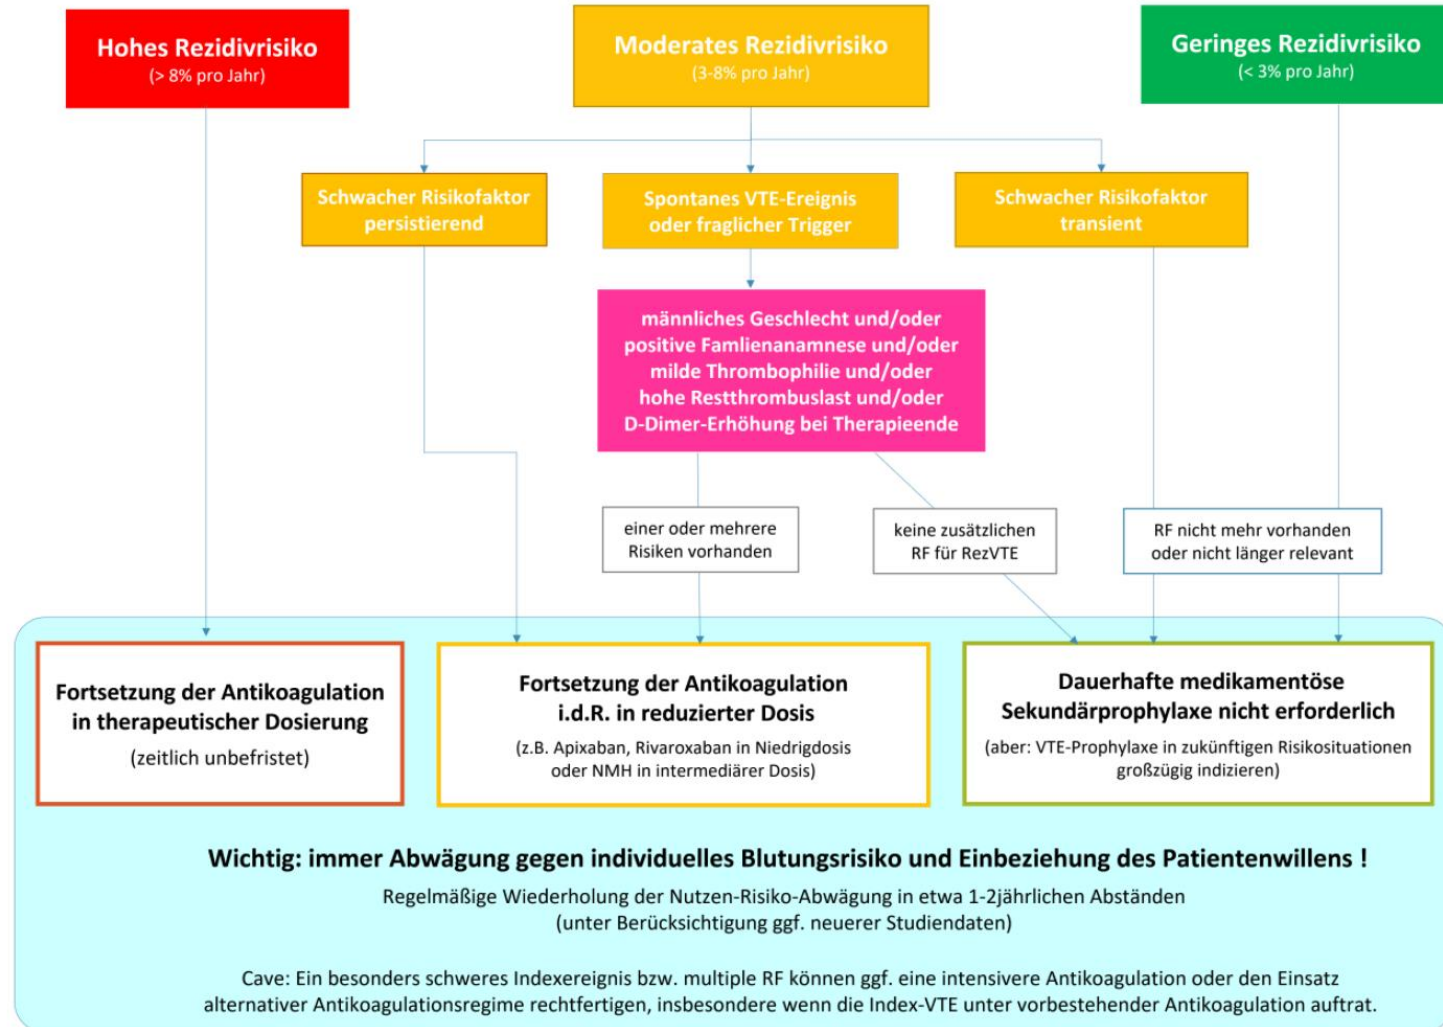 Hohes Rezidivrisiko
(> 8% pro Jahr)
Moderates Rezidivrisiko
(3-8% pro Jahr)
Geringes Rezidivrisiko
(< 3% pro Jahr)
Schwacher Risikofaktor
persistierend
Spontanes VTE-Ereignis
oder fraglicher Trigger
Schwacher Risikofaktor
transient
männliches Geschlecht und/oder
positive Famlienanamnese und/oder
milde Thrombophilie und/oder
hohe Restthrombuslast und/oder
D-Dimer-Erhöhung bei Therapieende
einer oder mehrere
Risiken vorhanden
keine zusätzlichen
RF für RezVTE
RF nicht mehr vorhanden
oder nicht länger relevant
Fortsetzung der Antikoagulation
in therapeutischer Dosierung
(zeitlich unbefristet)
Fortsetzung der Antikoagulation
i.d.R. in reduzierter Dosis
(z.B. Apixaban, Rivaroxaban in Niedrigdosis
oder NMH in intermediärer Dosis)
Dauerhafte medikamentöse
Sekundärprophylaxe nicht erforderlich
(aber: VTE-Prophylaxe in zukünftigen Risikosituationen
großzügig indizieren)
Wichtig: immer Abwägung gegen individuelles Blutungsrisiko und Einbeziehung des Patientenwillens !
Regelmäßige Wiederholung der Nutzen-Risiko-Abwägung in etwa 1-2jährlichen Abständen
(unter Berücksichtigung ggf. neuerer Studiendaten)
Cave: Ein besonders schweres Indexereignis bzw. multiple RF können ggf. eine intensivere Antikoagulation oder den Einsatz
alternativer Antikoagulationsregime rechtfertigen, insbesondere wenn die Index-VTE unter vorbestehender Antikoagulation auftrat.